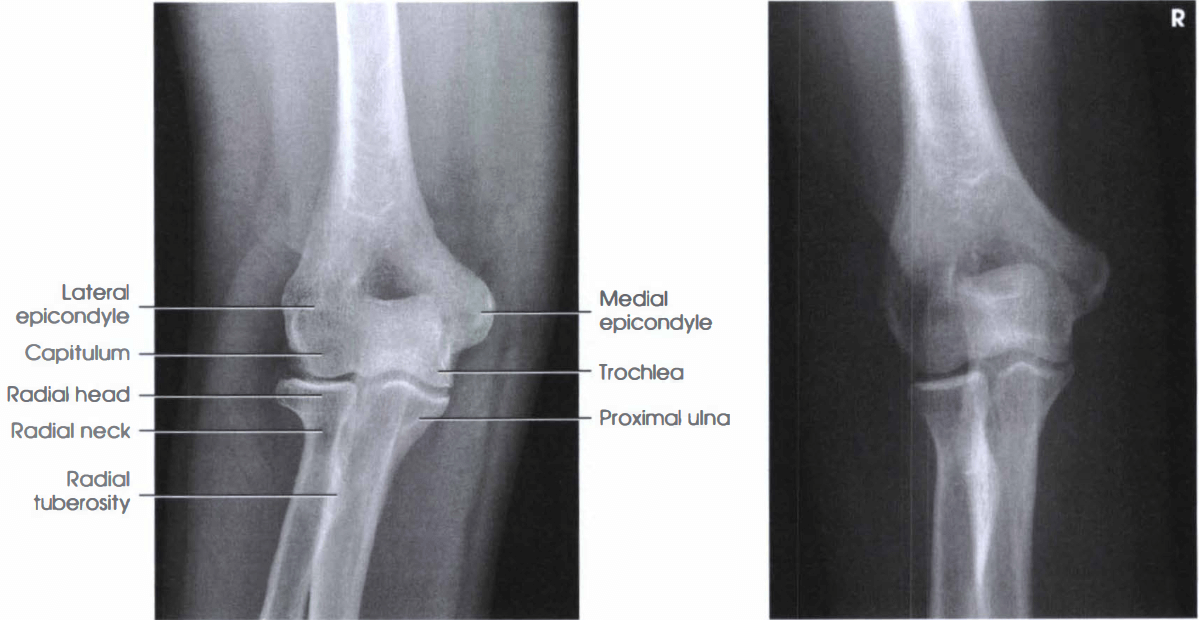 R
Lateral
epicondyle
Capitulum
Radial head
Radial neck
Radial
tuberosity
Medial
epicondyle
Trochlea
Proximal ulna